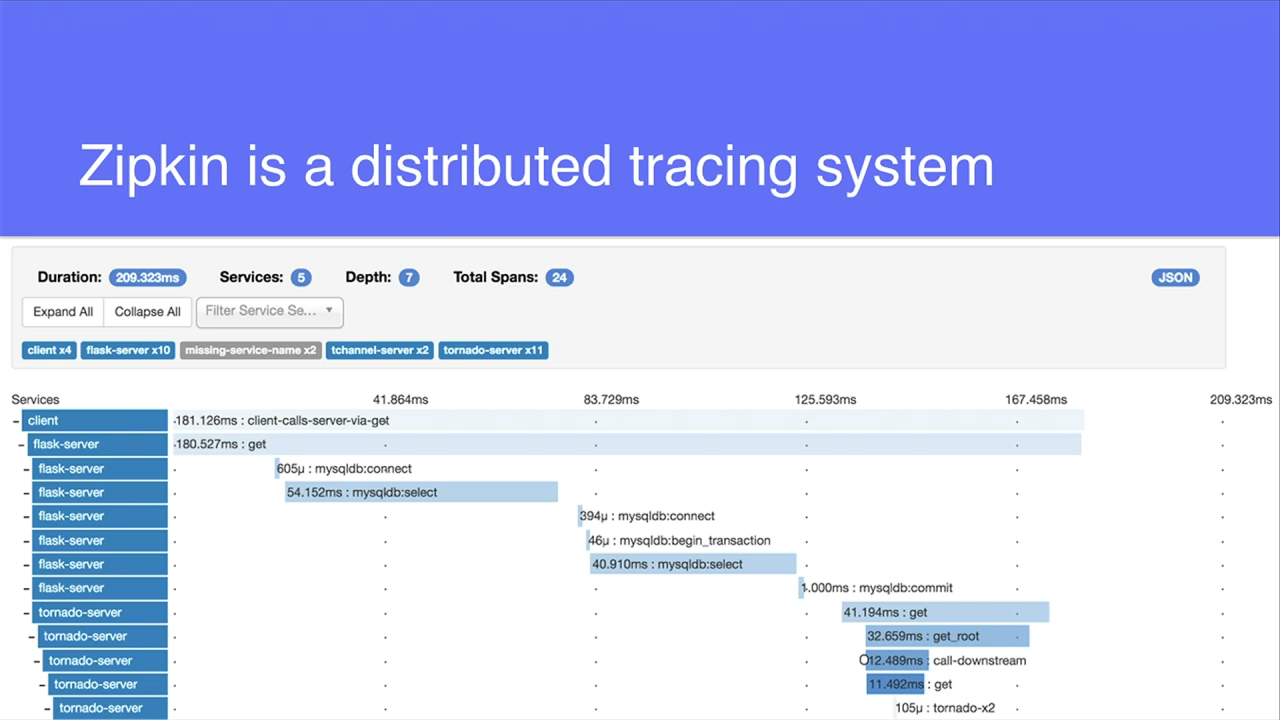 Zipkin is a distributed tracing system
Duration: 209.323ms Services: 5 Depth: 7 Total Spans: 24 JSON
Expand All Collapse All Filter Service Se...
client x4 flask-server x10 missing-service-name x2 tchannel-server x2 tornado-server x11
Services 41.864ms 83.729ms 125.593ms 167.458ms 209.323ms
client 181.126ms : client-calls-server-via-get
flask-server 180.527ms : get
flask-server 605μ : mysqldb:connect
flask-server 54.152ms : mysqldb:select
flask-server 394μ : mysqldb:connect
flask-server 46μ : mysqldb:begin_transaction
flask-server 40.910ms : mysqldb:select
flask-server 1.000ms : mysqldb:commit
tornado-server 41.194ms : get
tornado-server 32.659ms : get_root
tornado-server 12.489ms : call-downstream
tornado-server 11.492ms : get
tornado-server 105μ : tornado-x2